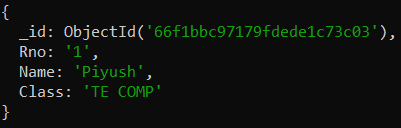 {
  _id: ObjectId('66f1bbc97179fdede1c73c03'),
  Rno: '1',
  Name: 'Piyush',
  Class: 'TE COMP'
}